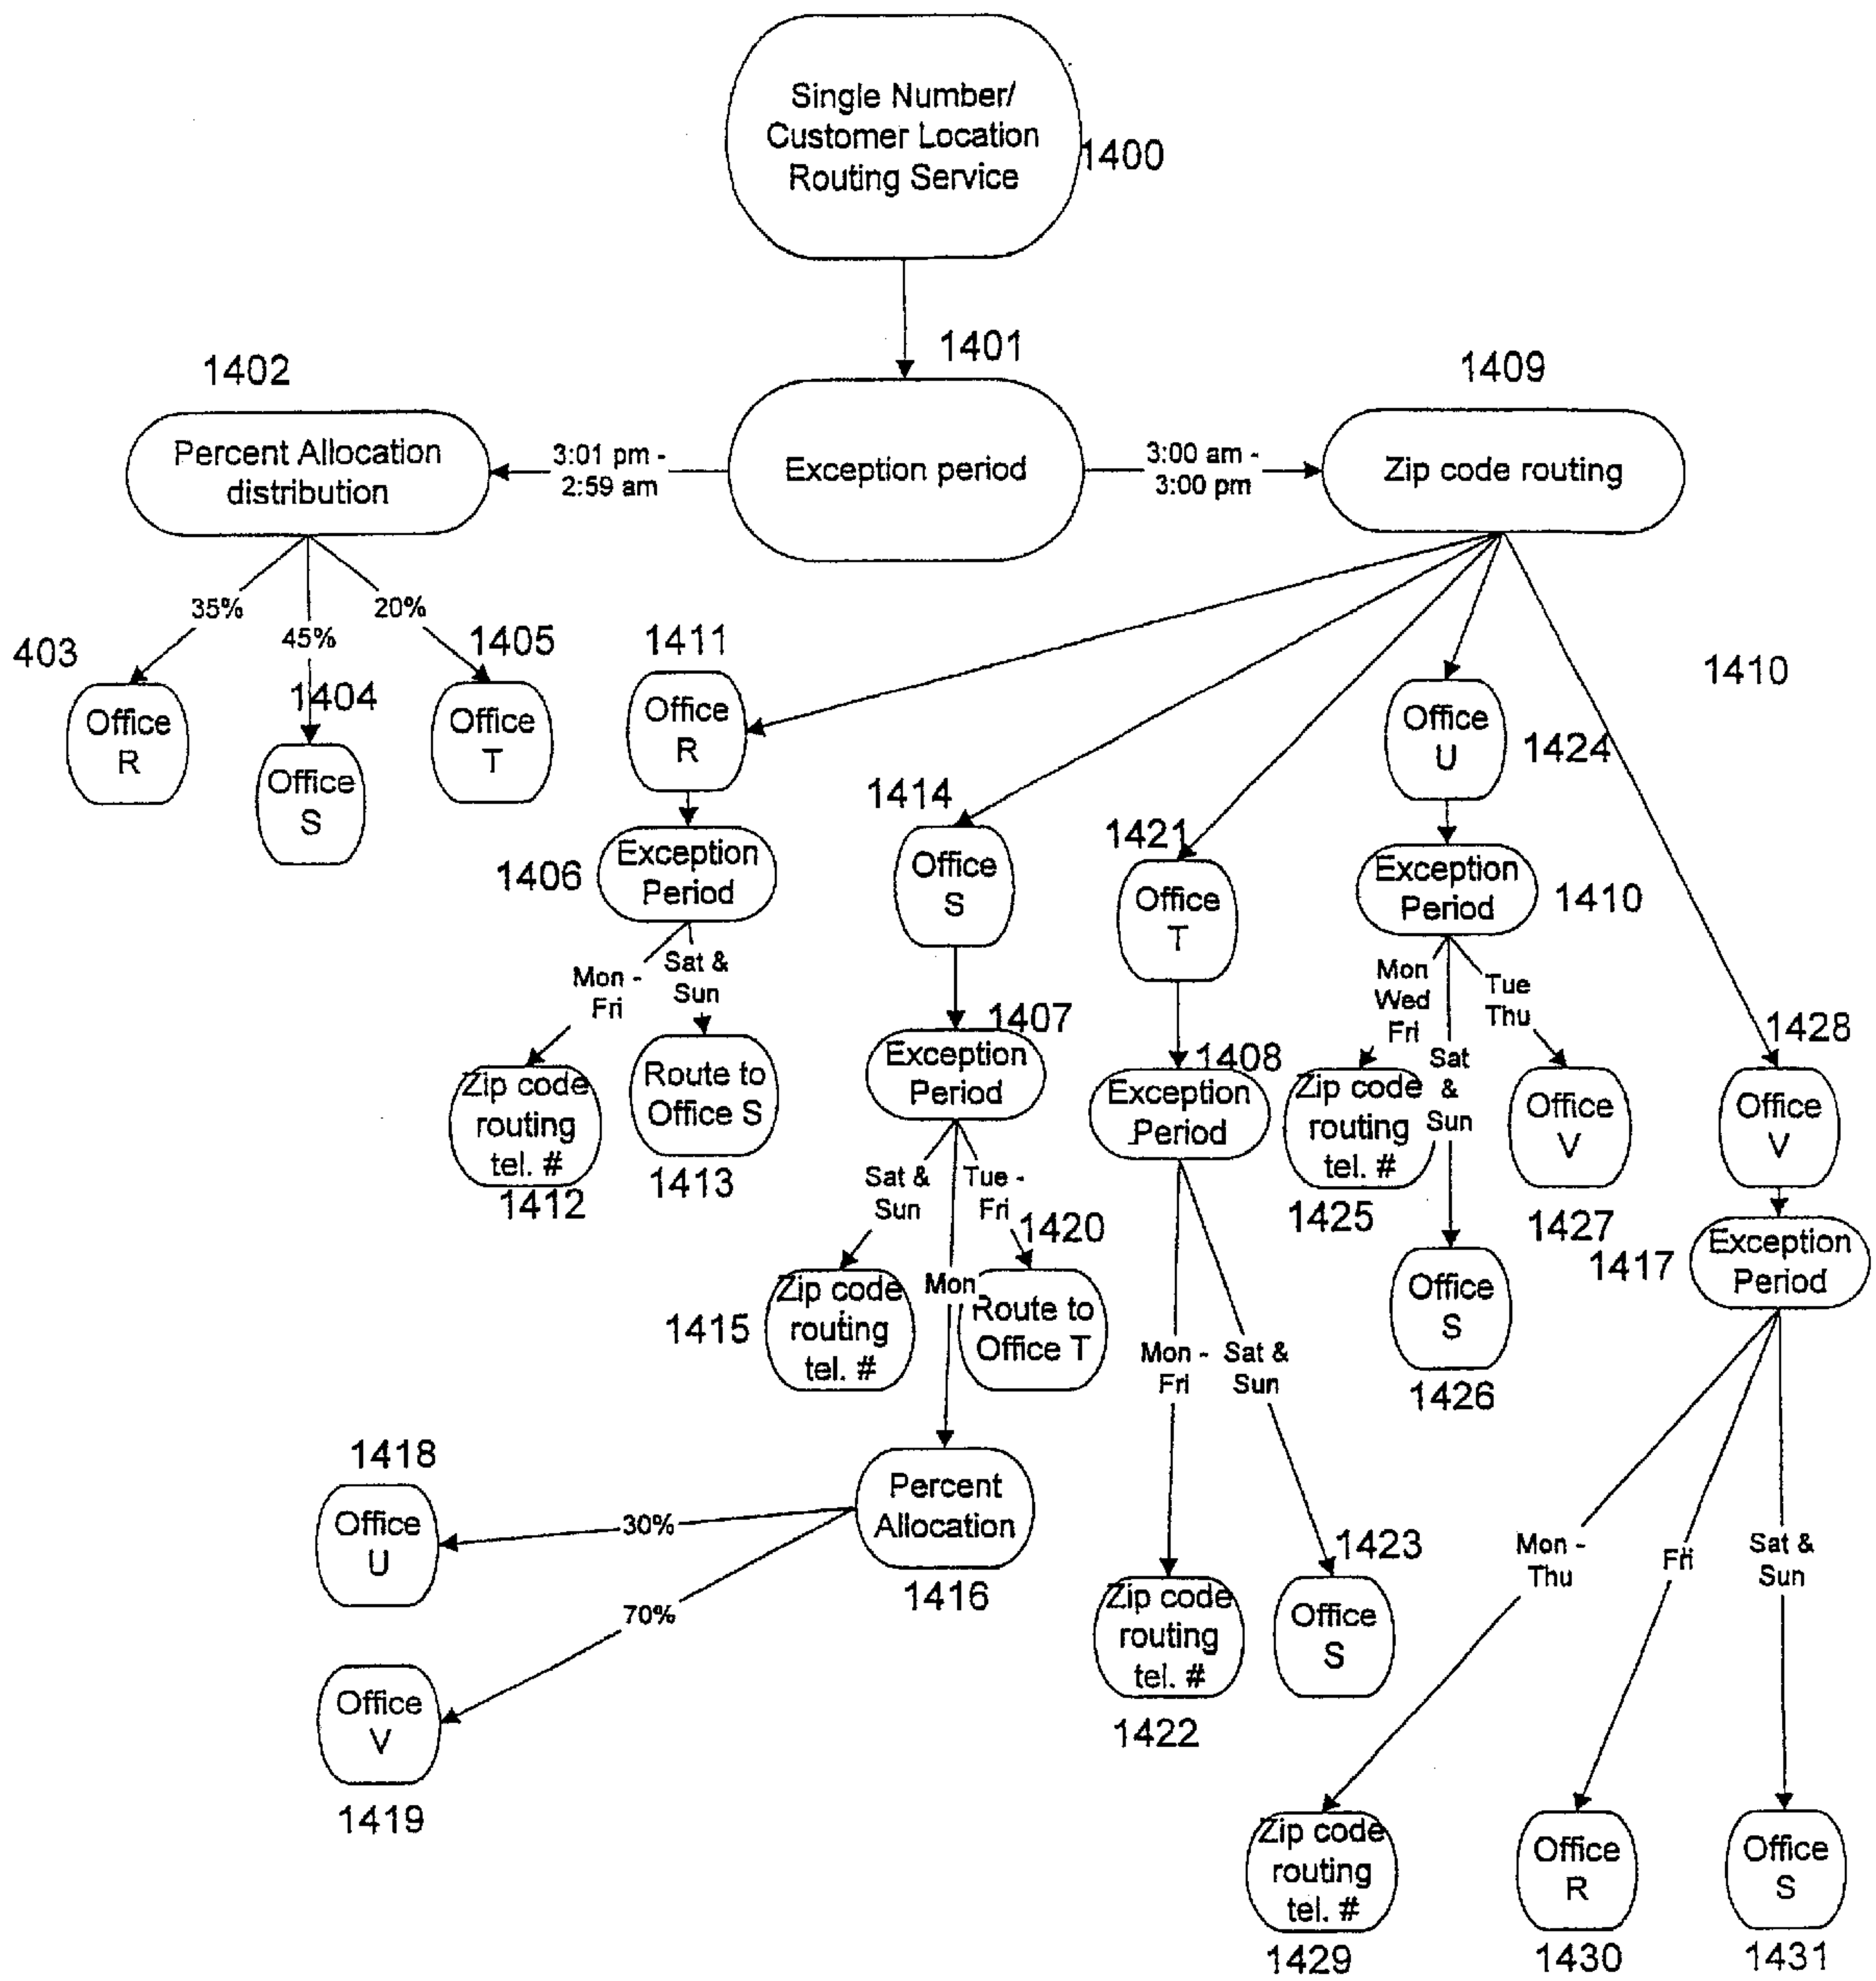 Single Number/
Customer Location
Routing Service
1400
1401
1402
1409
Percent Allocation
distribution
3:01 pm -
2:59 am
Exception period
3:00 am -
3:00 pm
Zip code routing
35%
45%
20%
403
1404
1405
1411
1410
Office
R
Office
S
Office
T
Office
R
Office
U
1424
1414
1421
1406
Exception
Period
Office
S
Office
T
Exception
Period
1410
Mon -
Fri
Sat &
Sun
Mon
Wed
Fri
Sat
&
Sun
Tue
Thu
1407
1408
1428
Zip code
routing
tel. #
1412
Route to
Office S
1413
Exception
Period
Exception
Period
Zip code
routing
tel. #
1425
Office
V
1427
Office
V
Sat &
Sun
Mon
Tue -
Fri
1420
1417
Exception
Period
1415
Zip code
routing
tel. #
Route to
Office T
Mon -
Fri
Sat &
Sun
Office
S
1426
1418
Office
U
30%
70%
Percent
Allocation
1416
1423
Mon -
Thu
Fri
Sat &
Sun
Zip code
routing
tel. #
1422
Office
S
Office
V
1419
Zip code
routing
tel. #
1429
Office
R
1430
Office
S
1431